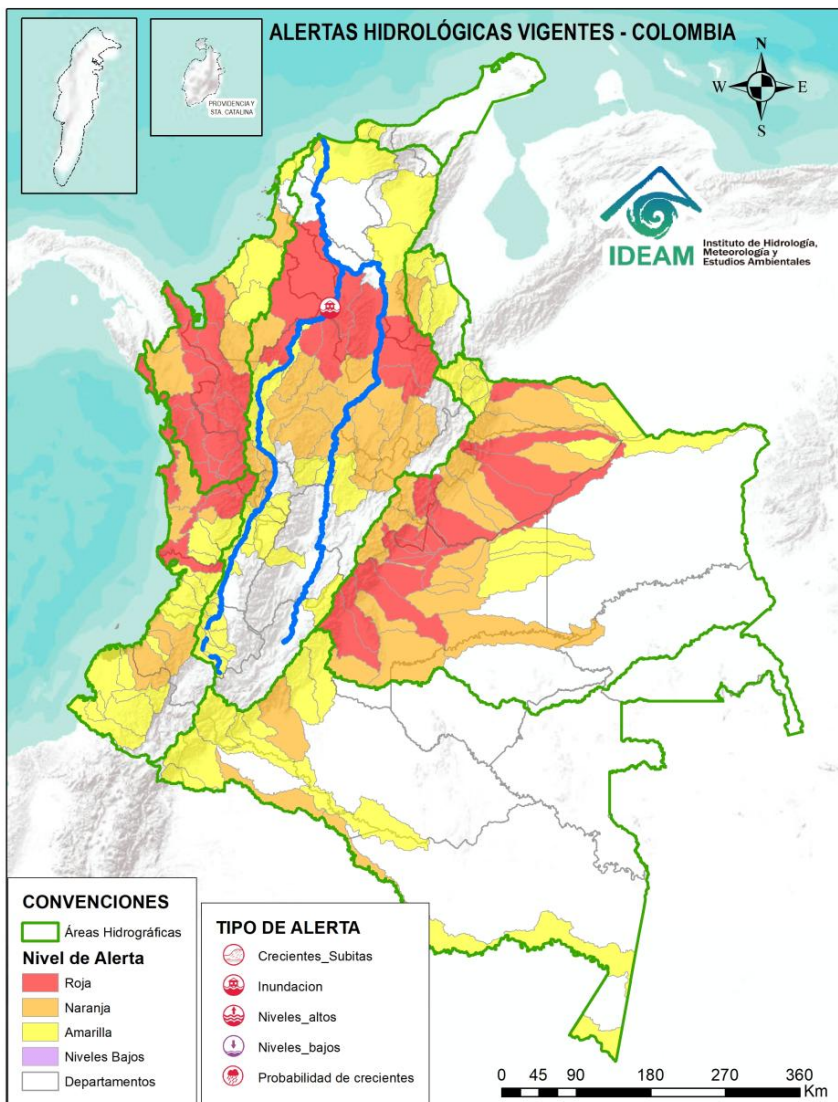 ALERTAS HIDROLÓGICAS VIGENTES - COLOMBIA
PROVIDENCIA Y
STA. CATALINA
N
W E
S
IDEAM
Instituto de Hidrología,
Meteorología y
Estudios Ambientales
CONVENCIONES
Áreas Hidrográficas
Nivel de Alerta
Roja
Naranja
Amarilla
Niveles Bajos
Departamentos
TIPO DE ALERTA
Crecientes_Subitas
Inundacion
Niveles_altos
Niveles_bajos
Probabilidad de crecientes
0 45 90 180 270 360
Km